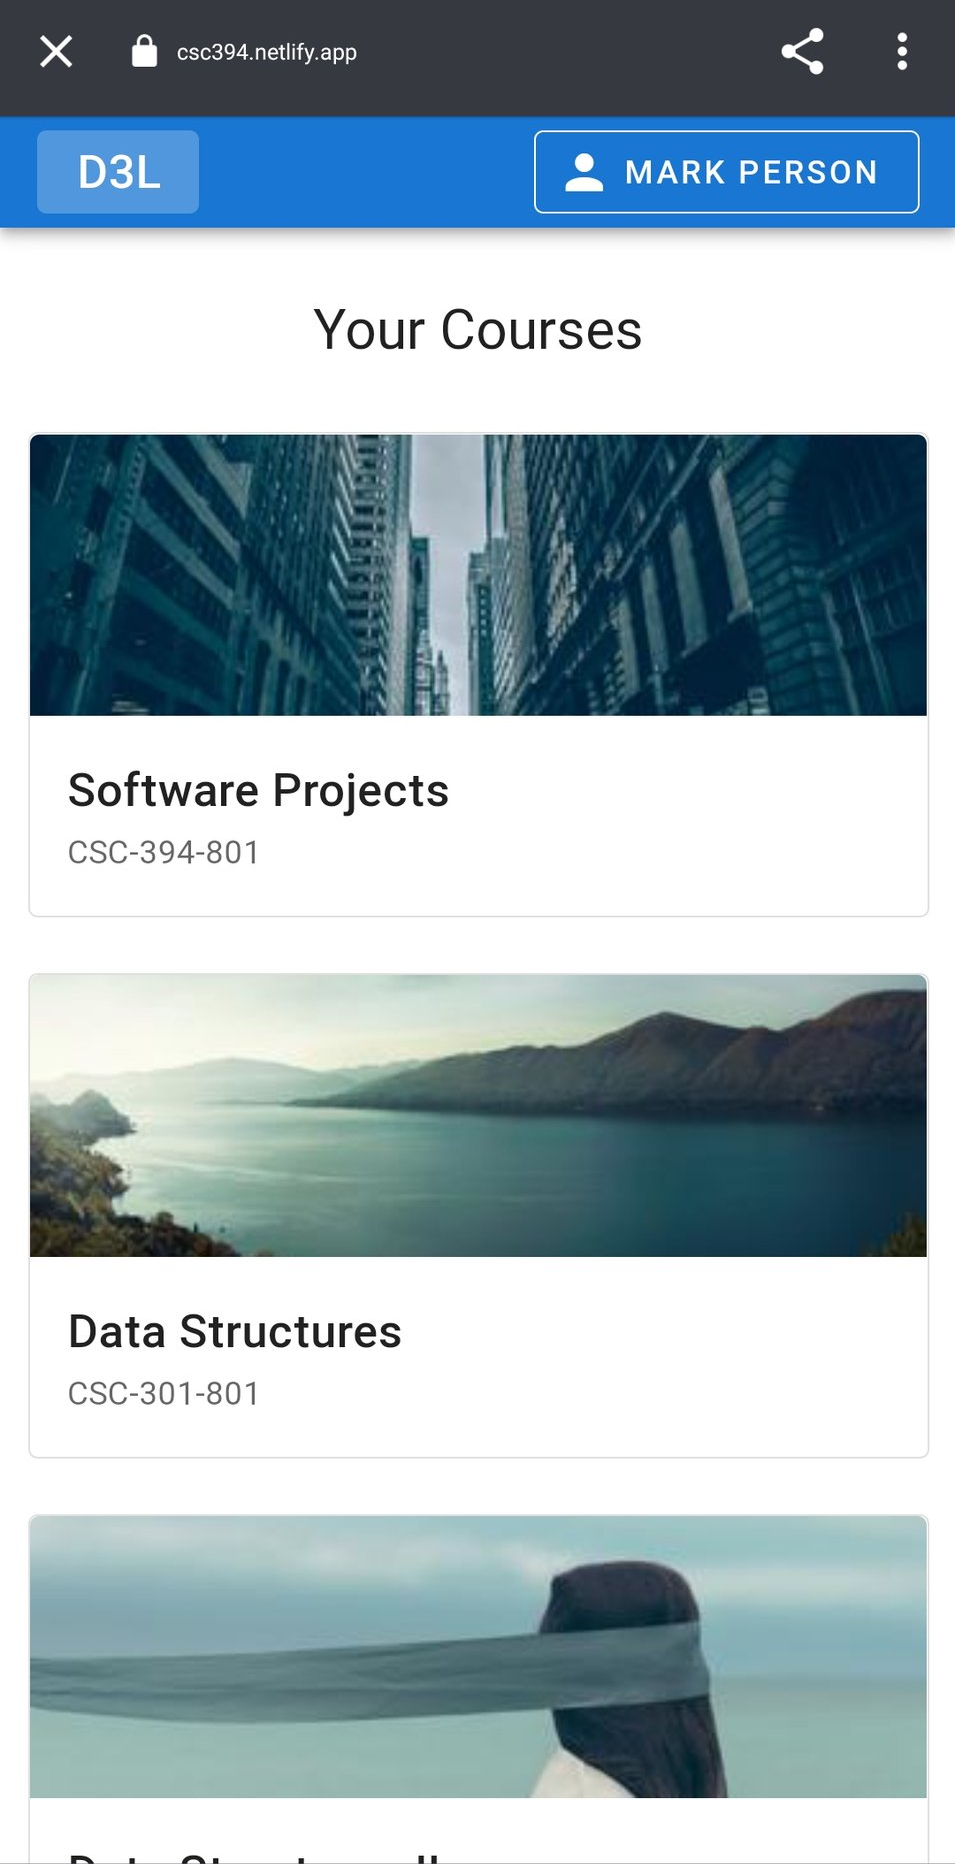 csc394.netlify.app
D3L
MARK PERSON
Your Courses
Software Projects
CSC-394-801
Data Structures
CSC-301-801